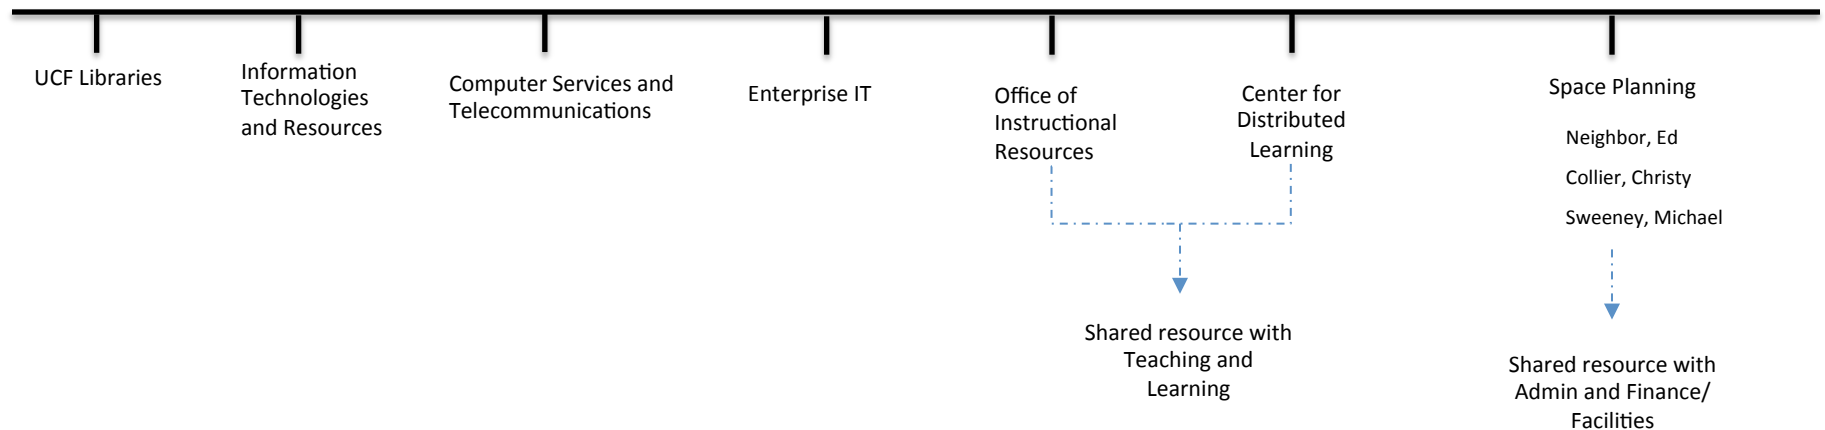 UCF Libraries
Information
Technologies
and Resources
Computer Services and
Telecommunications
Enterprise IT
Office of
Instructional
Resources
Center for
Distributed
Learning
Space Planning
Neighbor, Ed
Collier, Christy
Sweeney, Michael
Shared resource with
Teaching and
Learning
Shared resource with
Admin and Finance/
Facilities